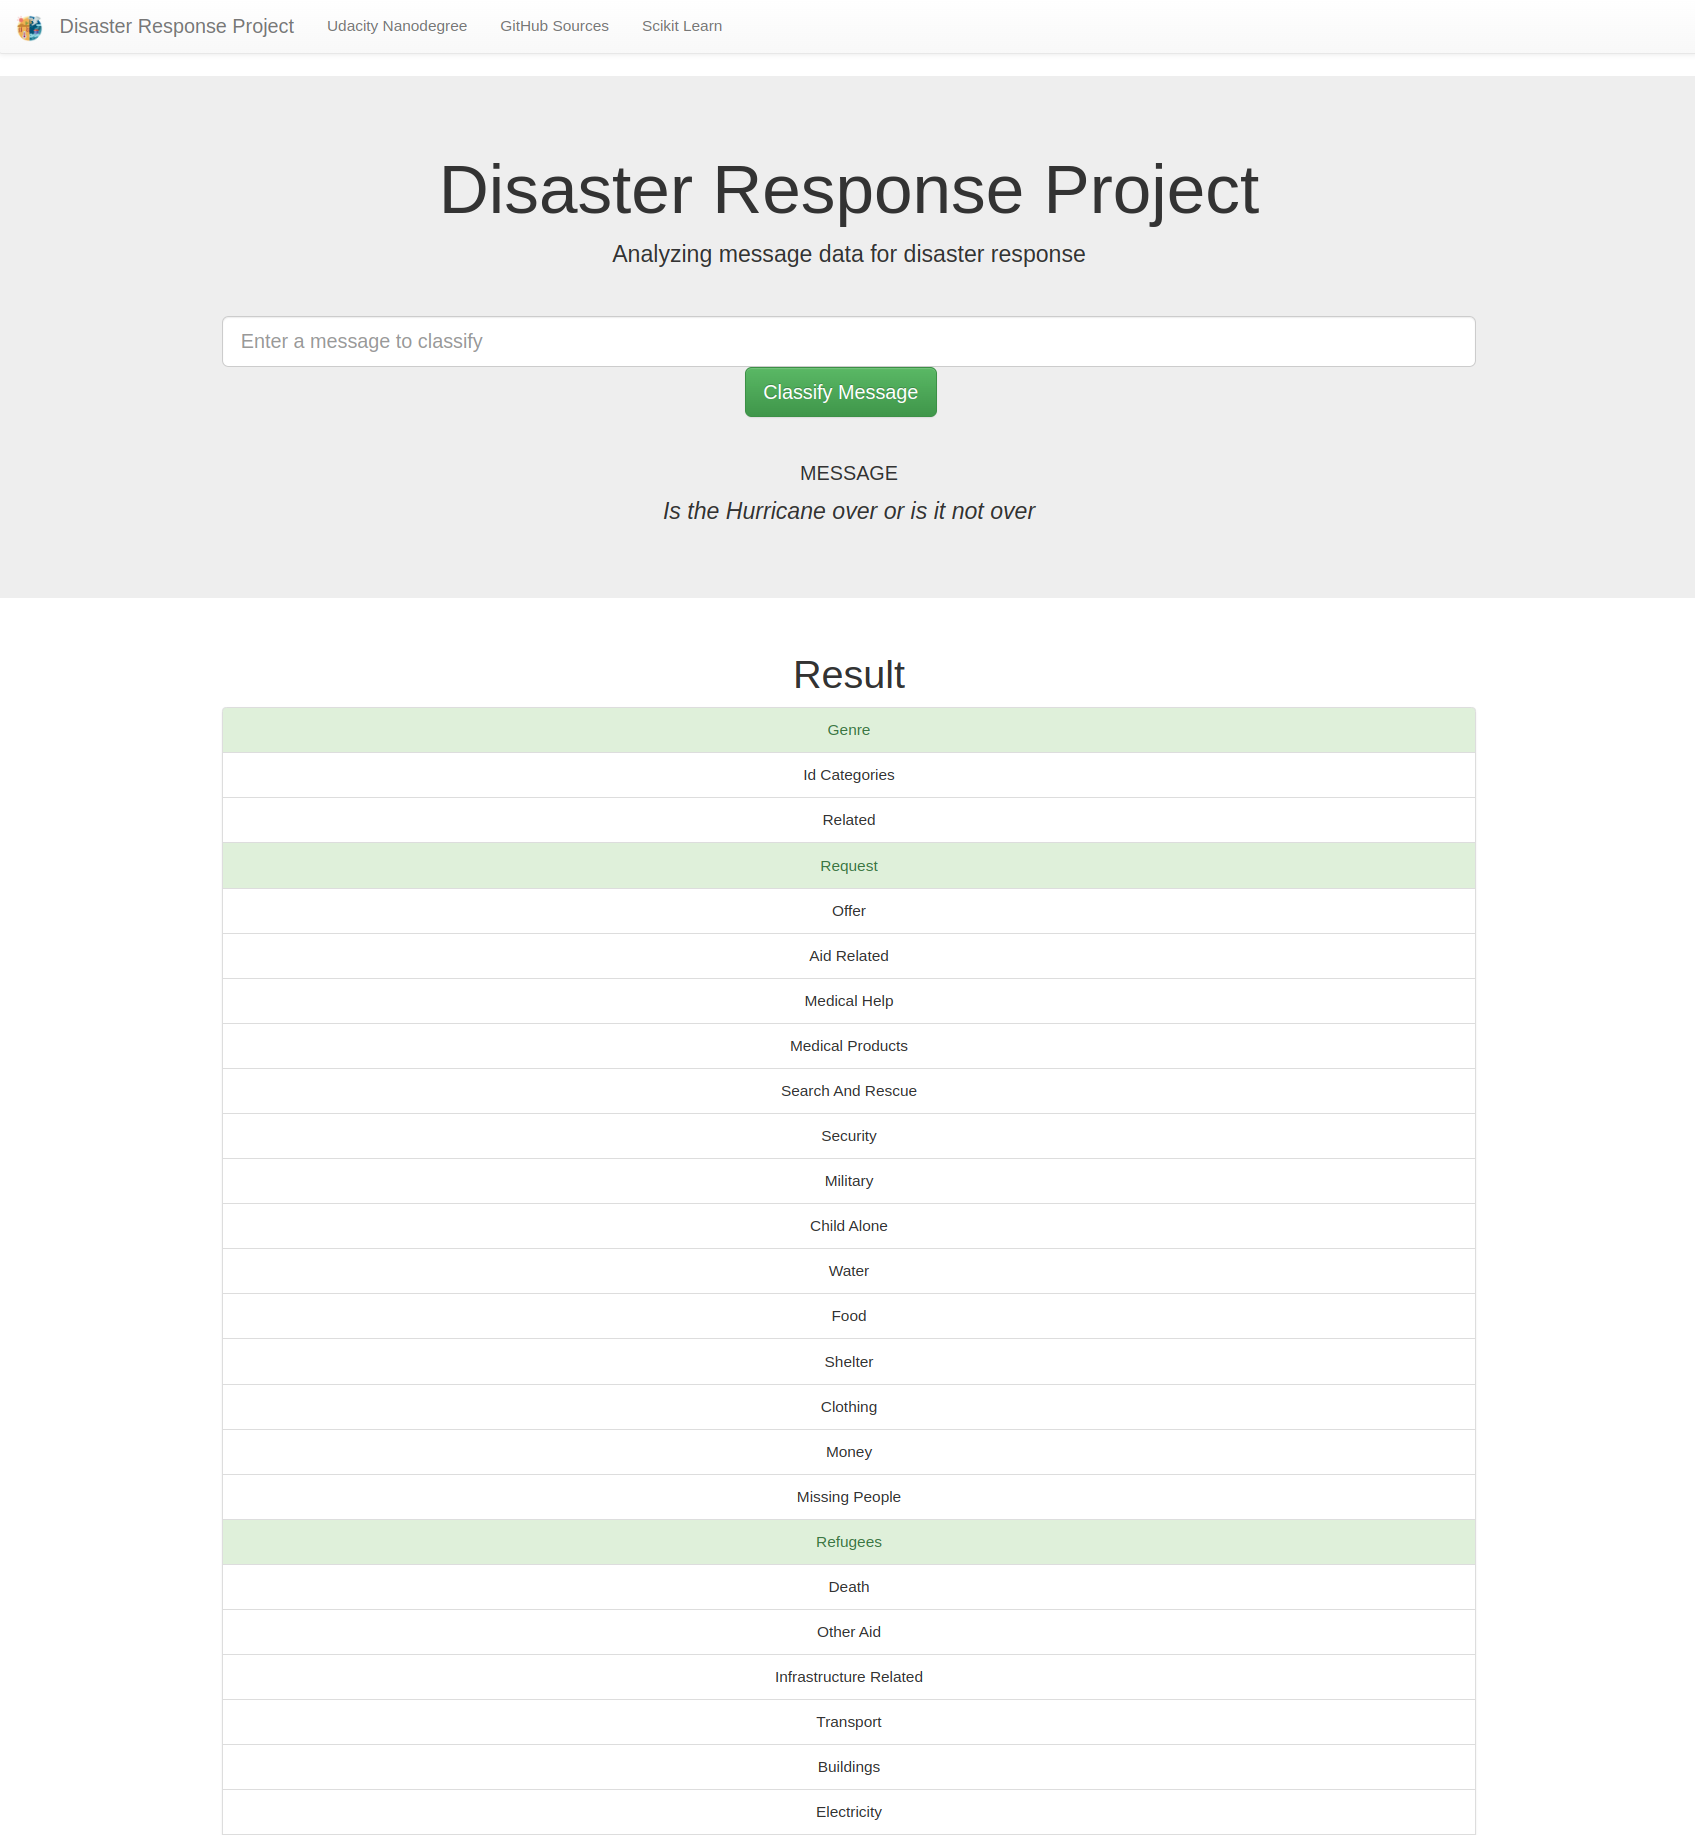 Disaster Response Project Udacity Nanodegree GitHub Sources Scikit Learn
Disaster Response Project
Analyzing message data for disaster response
Enter a message to classify
Classify Message
MESSAGE
Is the Hurricane over or is it not over
Result
Genre
Id Categories
Related
Request
Offer
Aid Related
Medical Help
Medical Products
Search And Rescue
Security
Military
Child Alone
Water
Food
Shelter
Clothing
Money
Missing People
Refugees
Death
Other Aid
Infrastructure Related
Transport
Buildings
Electricity